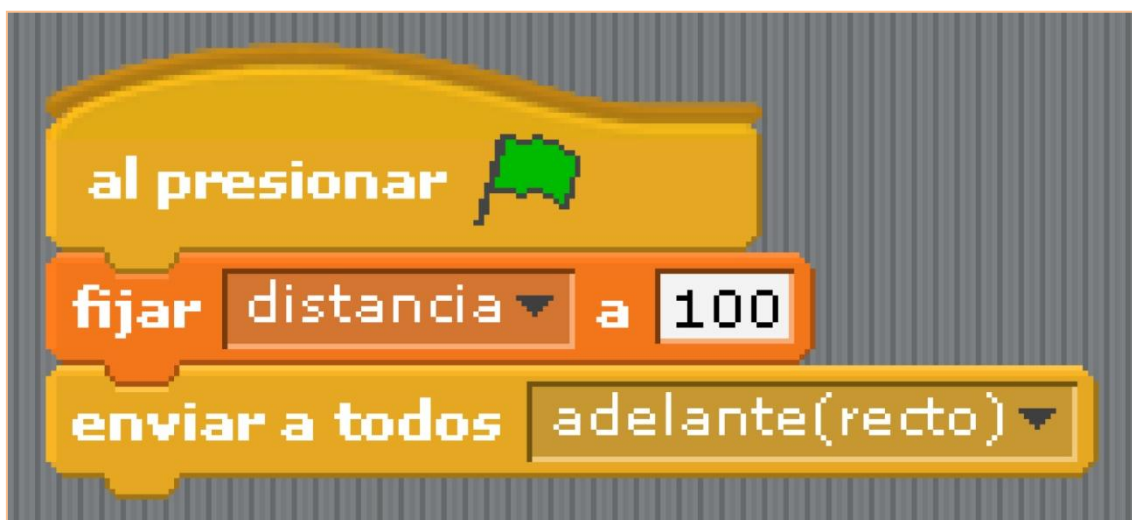 al presionar
fijar distancia a 100
enviar a todos adelante(recto)